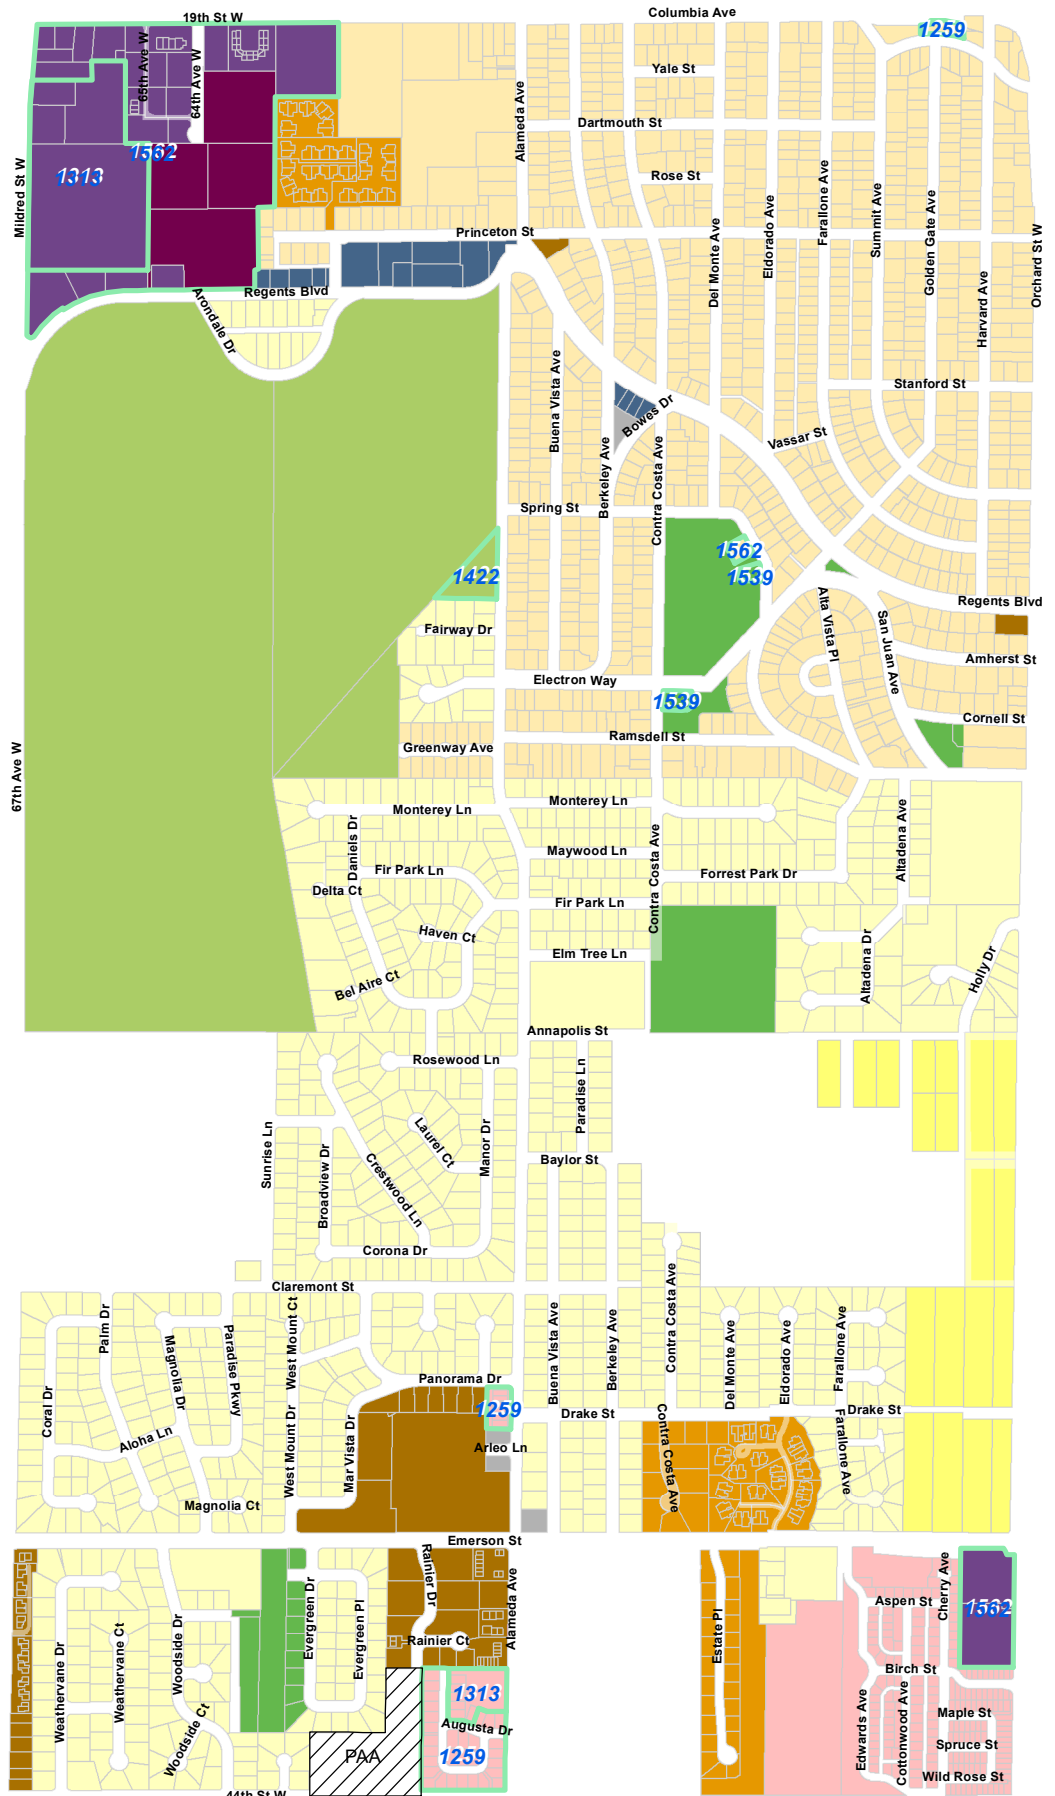 19th St W
Columbia Ave
1259
65th Ave W
64th Ave W
Yale St
Alameda Ave
Dartmouth St
1562
1313
Mildred St W
Rose St
Farallone Ave
Summit Ave
Golden Gate Ave
Eldorado Ave
Del Monte Ave
Orchard St W
Harvard Ave
Princeton St
Regents Blvd
Arondale Dr
Buena Vista Ave
Stanford St
Bowes Dr
Vassar St
Berkeley Ave
Contra Costa Ave
Spring St
1562
1422
1539
Regents Blvd
Alta Vista Pl
San Juan Ave
Fairway Dr
Amherst St
Electron Way
1539
Cornell St
Ramsdell St
Greenway Ave
67th Ave W
Monterey Ln
Monterey Ln
Daniels Dr
Altadena Ave
Maywood Ln
Contra Costa Ave
Fir Park Ln
Forrest Park Dr
Delta Ct
Fir Park Ln
Haven Ct
Elm Tree Ln
Altadena Dr
Holly Dr
Bel Aire Ct
Annapolis St
Rosewood Ln
Paradise Ln
Laurel Ct
Manor Dr
Sunrise Ln
Broadview Dr
Crestwood Ln
Baylor St
Corona Dr
Claremont St
Palm Dr
Magnolia Dr
Paradise Pkwy
West Mount Ct
Buena Vista Ave
Berkeley Ave
Contra Costa Ave
Del Monte Ave
Eldorado Ave
Farallone Ave
Panorama Dr
Coral Dr
1259
Drake St
Drake St
Aloha Ln
West Mount Dr
Mar Vista Dr
Arleo Ln
Contra Costa Ave
Farallone Ave
Magnolia Ct
Emerson St
Rainier Dr
Alameda Ave
Evergreen Dr
Evergreen Pl
Estate Pl
Cherry Ave
Aspen St
1562
Weathervane Dr
Weathervane Ct
Woodside Dr
Rainier Ct
Birch St
1313
Augusta Dr
Woodside Ct
Edwards Ave
Cottonwood Ave
Maple St
Spruce St
PAA
1259
Wild Rose St
44th St W